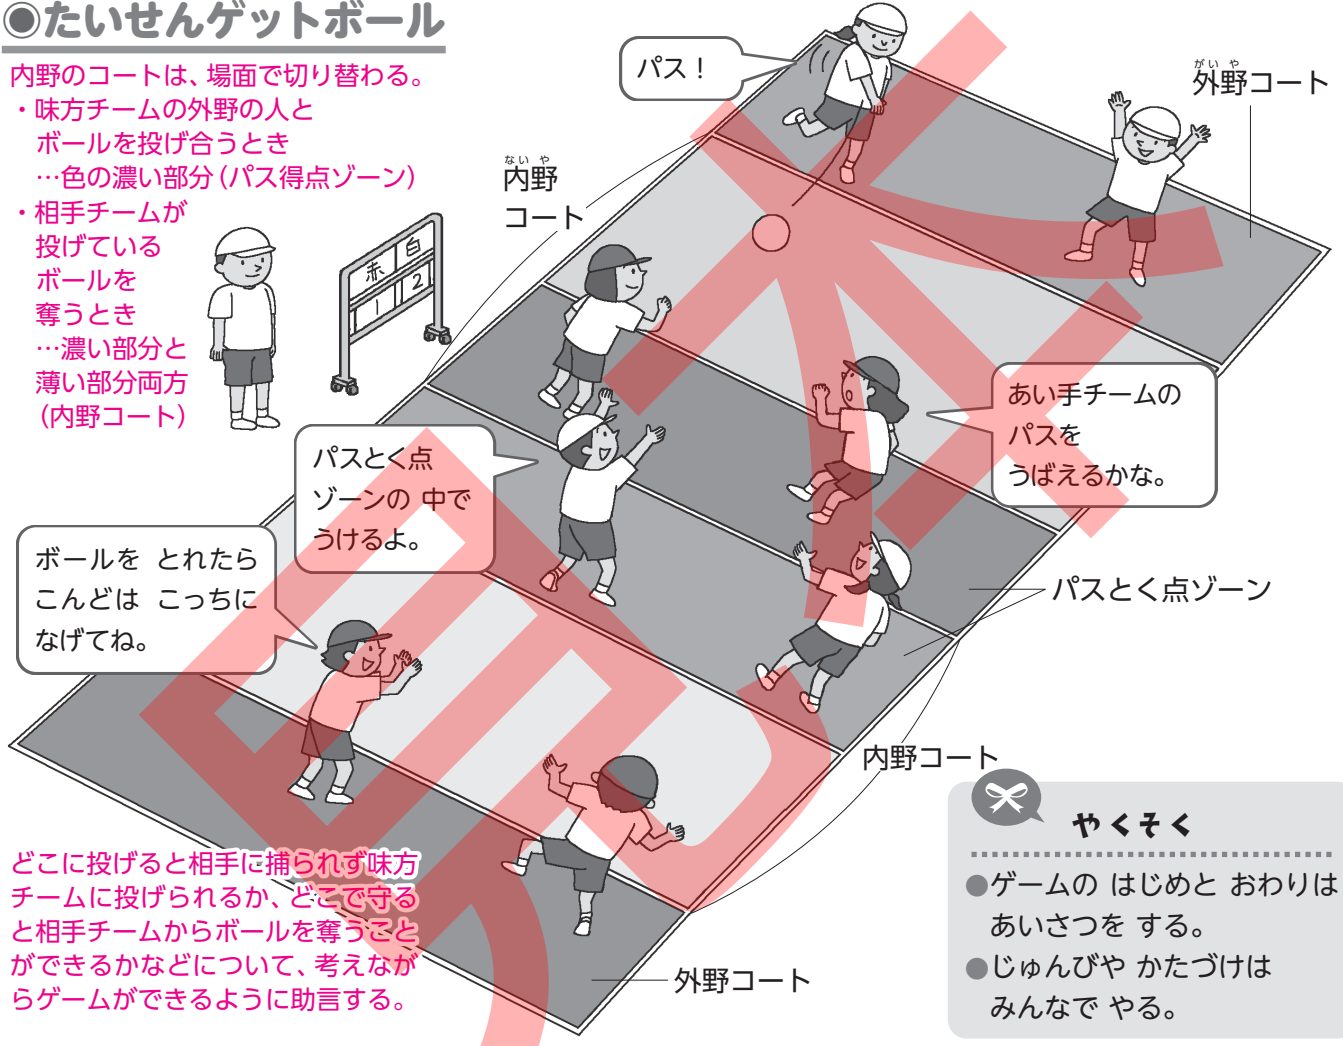 ◉たいせんゲットボール
内野のコートは、場面で切り替わる。
・味方チームの外野の人と
ボールを投げ合うとき
…色の濃い部分（パス得点ゾーン）
・相手チームが
投げている
ボールを
奪うとき
…濃い部分と
薄い部分両方
（内野コート）
赤 白
1 2
パス！
がいや
外野コート
ないや
内野
コート
あい手チームの
パスを
うばえるかな。
パスとく点
ゾーンの 中で
うけるよ。
ボールを とれたら
こんどは こっちに
なげてね。
パスとく点ゾーン
内野コート
外野コート
どこに投げると相手に捕られず味方
チームに投げられるか、どこで守る
と相手チームからボールを奪うこと
ができるかなどについて、考えなが
らゲームができるように助言する。
やくそく
●ゲームの はじめと おわりは
あいさつを する。
●じゅんびや かたづけは
みんなで やる。
見本